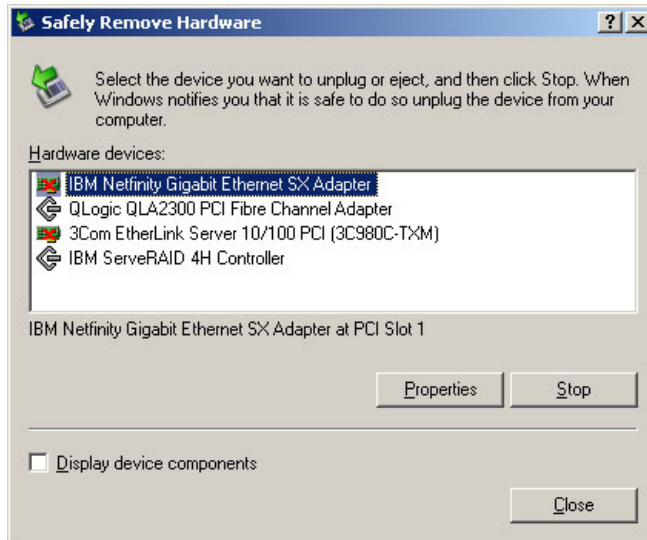 Safely Remove Hardware
Select the device you want to unplug or eject, and then click Stop. When
Windows notifies you that it is safe to do so unplug the device from your
computer.
Hardware devices:
IBM Netfinity Gigabit Ethernet SX Adapter
QLogic QLA2300 PCI Fibre Channel Adapter
3Com EtherLink Server 10/100 PCI (3C980C-TXM)
IBM ServeRAID 4H Controller
IBM Netfinity Gigabit Ethernet SX Adapter at PCI Slot 1
Properties
Stop
Display device components
Close